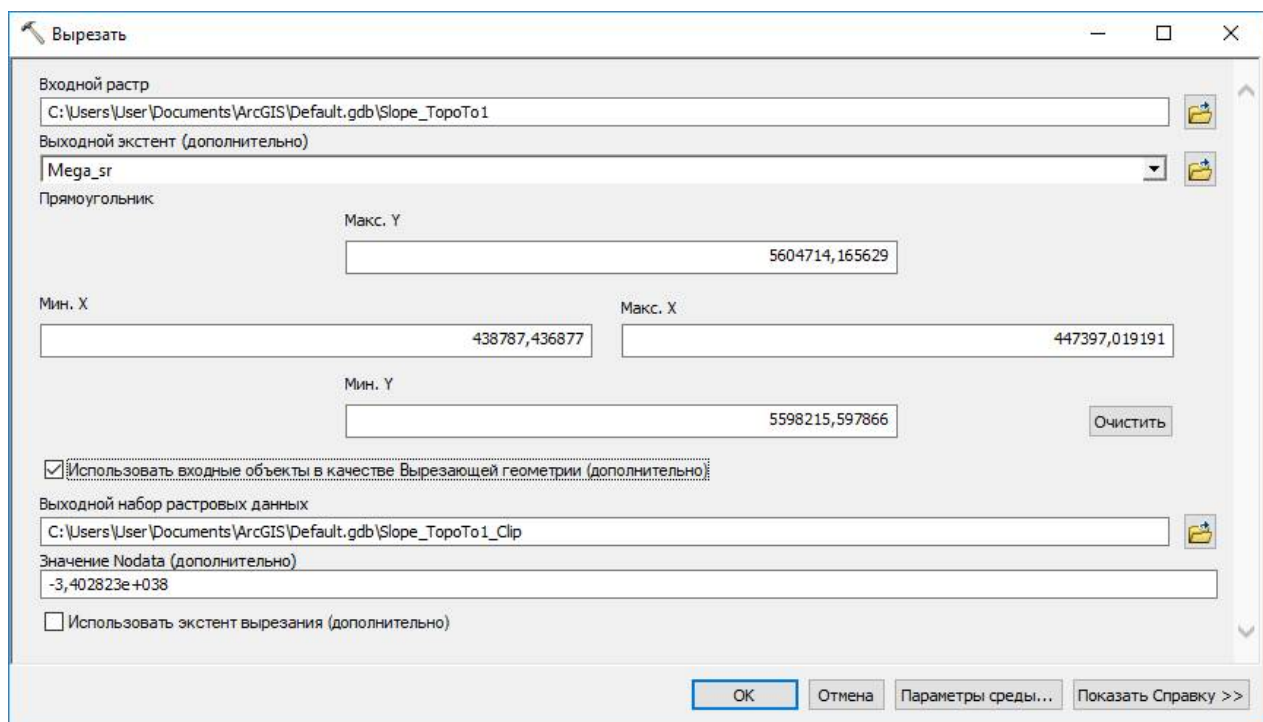 Вырезать
Входной растр
C:\Users\User\Documents\ArcGIS\Default.gdb\Slope_TopoTo1
Выходной экстент (дополнительно)
Mega_sr
Прямоугольник
Макс. Y
5604714,165629
Мин. X
Макс. X
438787,436877
447397,019191
Мин. Y
5598215,597866
Очистить
Использовать входные объекты в качестве Вырезающей геометрии (дополнительно)
Выходной набор растровых данных
C:\Users\User\Documents\ArcGIS\Default.gdb\Slope_TopoTo1_Clip
Значение Nodata (дополнительно)
-3,402823e+038
Использовать экстент вырезания (дополнительно)
OK
Отмена
Параметры среды...
Показать Справку >>